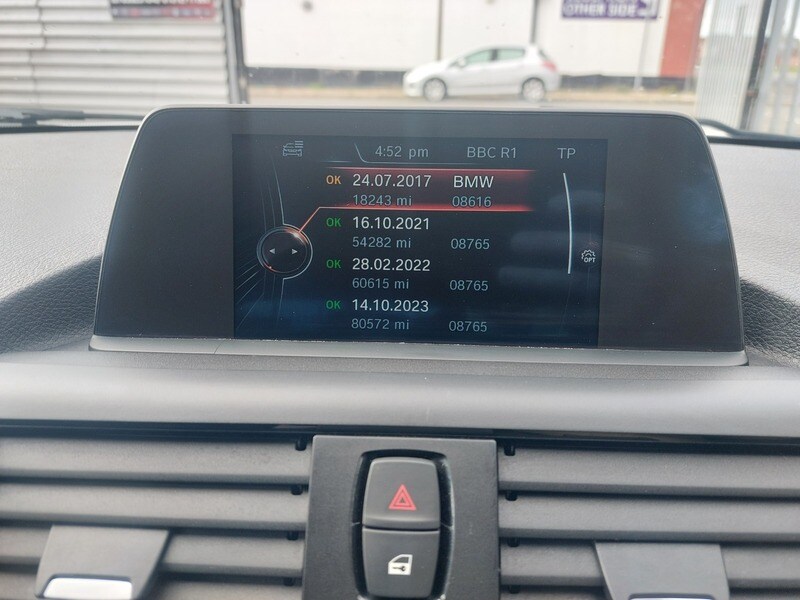 OTHER SIDE
4:52 pm BBC R1 TP
OK 24.07.2017 BMW
18243 mi 08616
OK 16.10.2021
54282 mi 08765
OK 28.02.2022
60615 mi 08765
OPT
OK 14.10.2023
80572 mi 08765